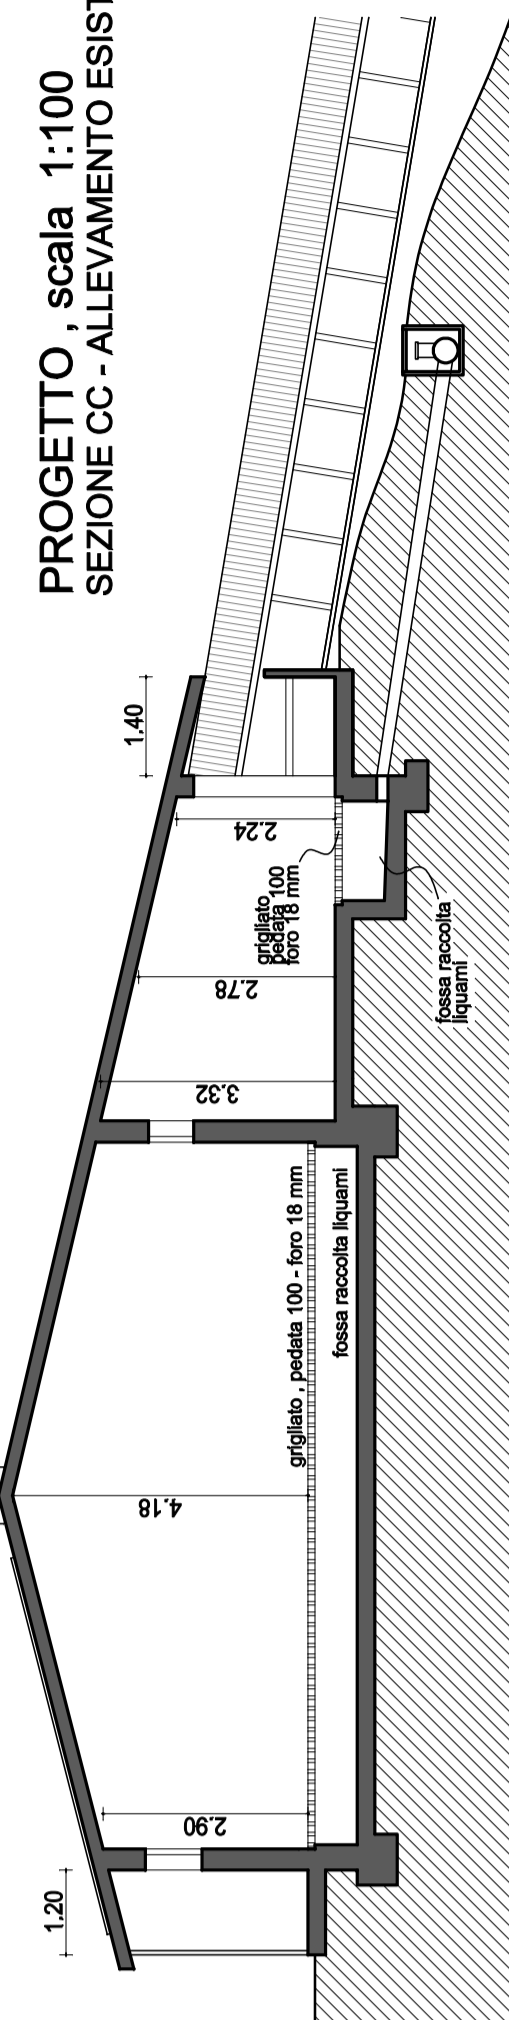 PROGETTO , scala 1:100
SEZIONE CC - ALLEVAMENTO
1.20
2.90
4.18
grigliato , pedata 100 - foro 18 mm
fossa raccolta liquami
3.32
2.78
2.24
1.40
grigliato
pedata 100
foro 18 mm
fossa raccolta
liquami